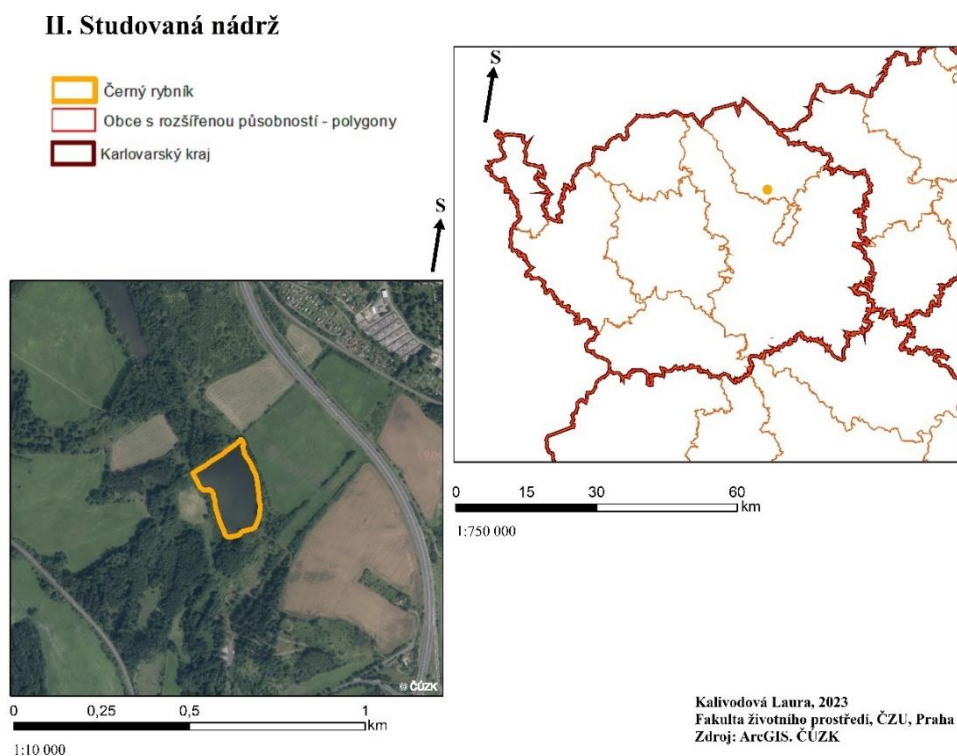 II. Studovaná nádrž
Černý rybník
Obce s rozšířenou působností - polygony
Karlovarský kraj
S
S
© ČÚZK
0 0,25 0,5 1
km
1:10 000
0 15 30 60
km
1:750 000
Kalivodová Laura, 2023
Fakulta životního prostředí, ČZU, Praha
Zdroj: ArcGIS. ČÚZK